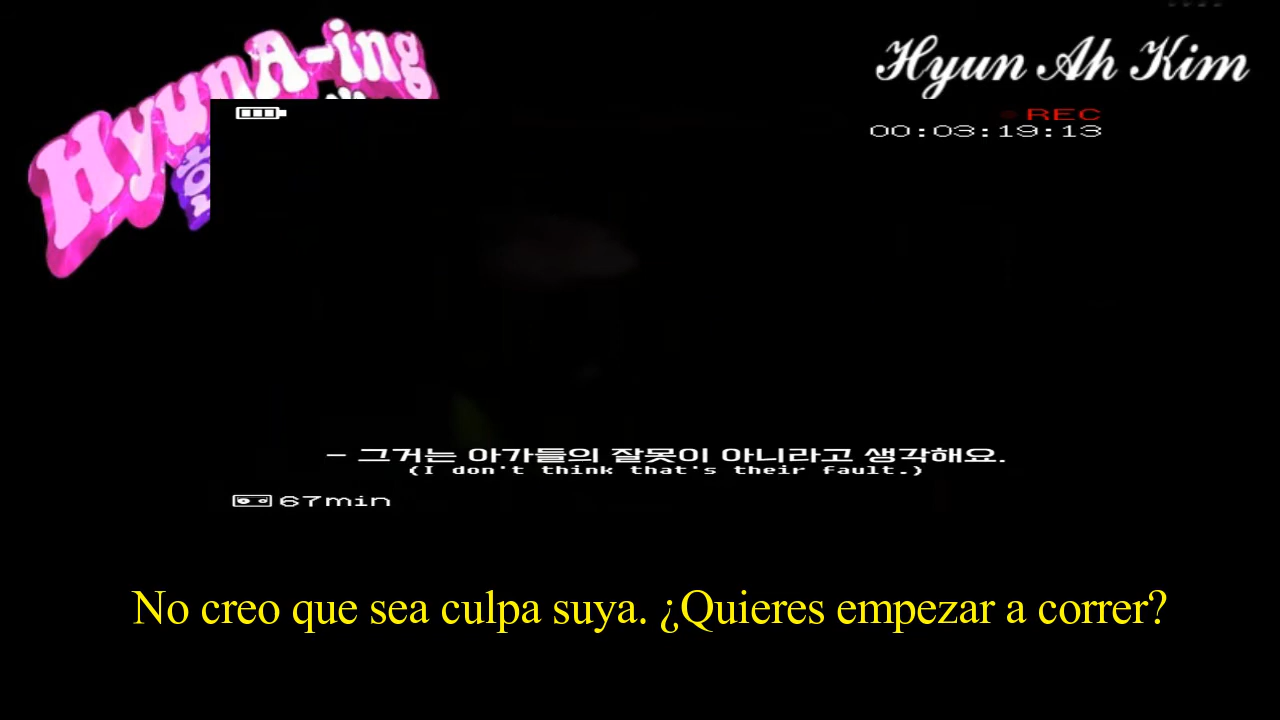 HyunA-ing
Hyun Ah Kim
REC
00:03:19:13
- 그거는 아가들의 잘못이 아니라고 생각해요.
(I don't think that's their fault.)
67min
No creo que sea culpa suya. ¿Quieres empezar a correr?